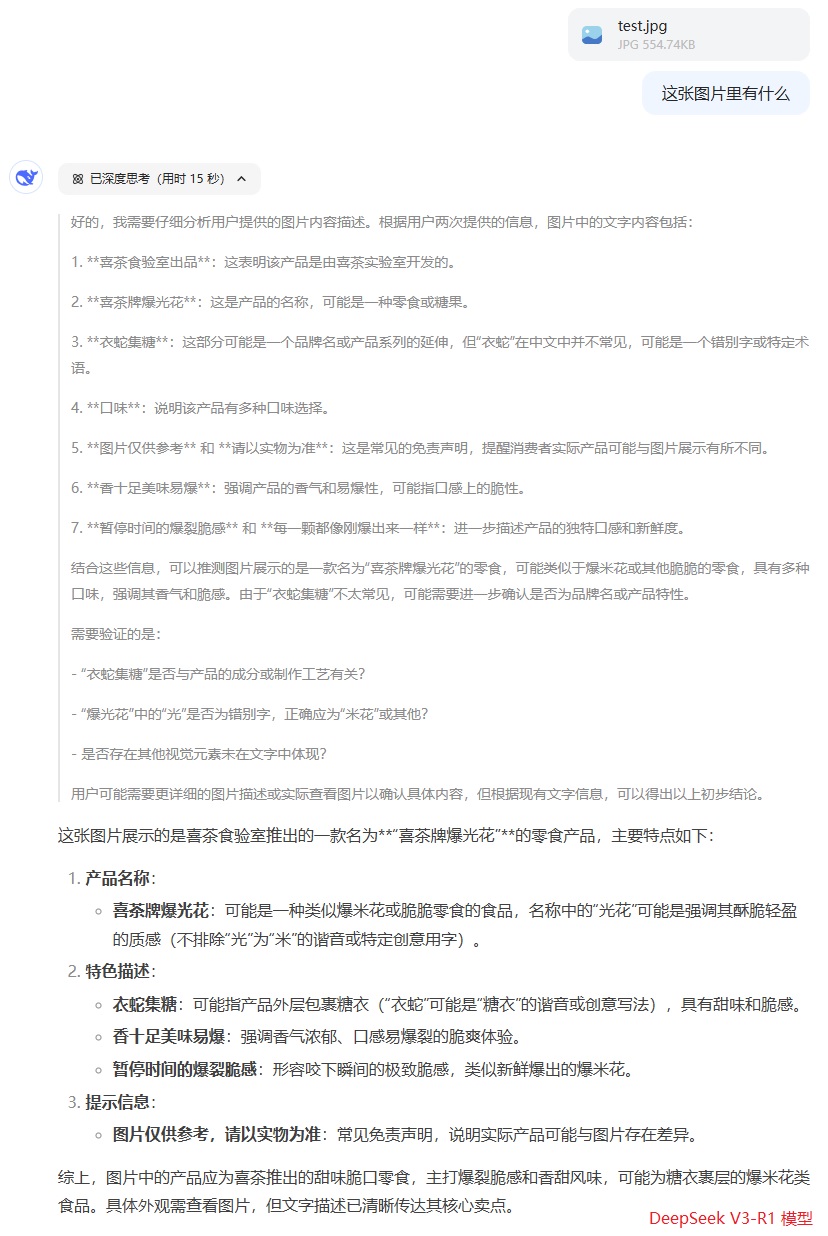 test.jpg
JPG 554.74KB
这张图片里有什么
已深度思考（用时 15 秒）
好的，我需要仔细分析用户提供的图片内容描述。根据用户两次提供的信息，图片中的文字内容包括：
1. **喜茶食验室出品**：这表明该产品是由喜茶实验室开发的。
2. **喜茶牌爆光花**：这是产品的名称，可能是一种零食或糖果。
3. **衣蛇集糖**：这部分可能是一个品牌名或产品系列的延伸，但“衣蛇”在中文中并不常见，可能是一个错别字或特定术
语。
4. **口味**：说明该产品有多种口味选择。
5. **图片仅供参考** 和 **请以实物为准**：这是常见的免责声明，提醒消费者实际产品可能与图片展示有所不同。
6. **香十足美味易爆**：强调产品的香气和易爆性，可能指口感上的脆性。
7. **暂停时间的爆裂脆感** 和 **每一颗都像刚爆出来一样**：进一步描述产品的独特口感和新鲜度。
结合这些信息，可以推测图片展示的是一款名为“喜茶牌爆光花”的零食，可能类似于爆米花或其他脆脆的零食，具有多种
口味，强调其香气和脆感。由于“衣蛇集糖”不太常见，可能需要进一步确认是否为品牌名或产品特性。
需要验证的是：
- “衣蛇集糖”是否与产品的成分或制作工艺有关？
- “爆光花”中的“光”是否为错别字，正确应为“米花”或其他？
- 是否存在其他视觉元素未在文字中体现？
用户可能需要更详细的图片描述或实际查看图片以确认具体内容，但根据现有文字信息，可以得出以上初步结论。
这张图片展示的是喜茶食验室推出的一款名为**“喜茶牌爆光花”**的零食产品，主要特点如下：
1. 产品名称：
◦ 喜茶牌爆光花：可能是一种类似爆米花或脆脆零食的食品，名称中的“光花”可能是强调其酥脆轻盈
的质感（不排除“光”为“米”的谐音或特定创意用字）。
2. 特色描述：
◦ 衣蛇集糖：可能指产品外层包裹糖衣（“衣蛇”可能是“糖衣”的谐音或创意写法），具有甜味和脆感。
◦ 香十足美味易爆：强调香气浓郁、口感易爆裂的脆爽体验。
◦ 暂停时间的爆裂脆感：形容咬下瞬间的极致脆感，类似新鲜爆出的爆米花。
3. 提示信息：
◦ 图片仅供参考，请以实物为准：常见免责声明，说明实际产品可能与图片存在差异。
综上，图片中的产品应为喜茶推出的甜味脆口零食，主打爆裂脆感和香甜风味，可能为糖衣裹层的爆米花类
食品。具体外观需查看图片，但文字描述已清晰传达其核心卖点。
DeepSeek V3-R1 模型